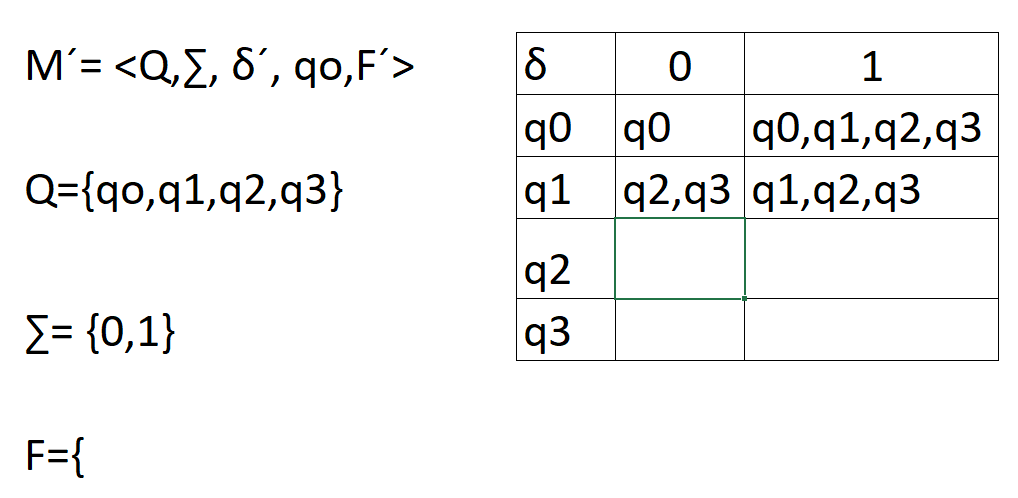 M´= <Q,∑, δ´, qo,F´>
Q={qo,q1,q2,q3}
∑= {0,1}
F={
δ 0 1
q0 q0 q0,q1,q2,q3
q1 q2,q3 q1,q2,q3
q2
q3